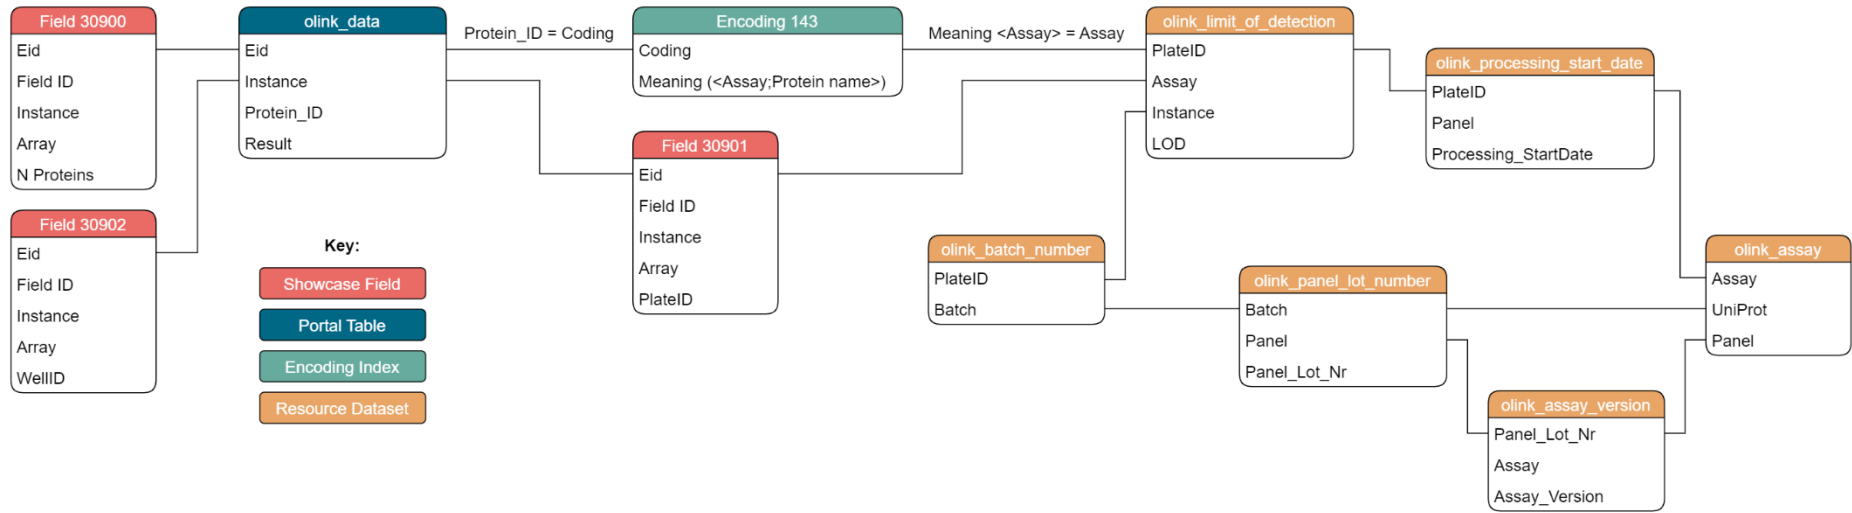 Field 30900
Eid
Field ID
Instance
Array
N Proteins
olink_data
Eid
Instance
Protein_ID
Result
Protein_ID = Coding
Encoding 143
Coding
Meaning (<Assay;Protein name>)
Meaning <Assay> = Assay
olink_limit_of_detection
PlateID
Assay
Instance
LOD
olink_processing_start_date
PlateID
Panel
Processing_StartDate
Field 30901
Eid
Field ID
Instance
Array
PlateID
Field 30902
Eid
Field ID
Instance
Array
WellID
Key:
Showcase Field
Portal Table
Encoding Index
Resource Dataset
olink_batch_number
PlateID
Batch
olink_panel_lot_number
Batch
Panel
Panel_Lot_Nr
olink_assay
Assay
UniProt
Panel
olink_assay_version
Panel_Lot_Nr
Assay
Assay_Version